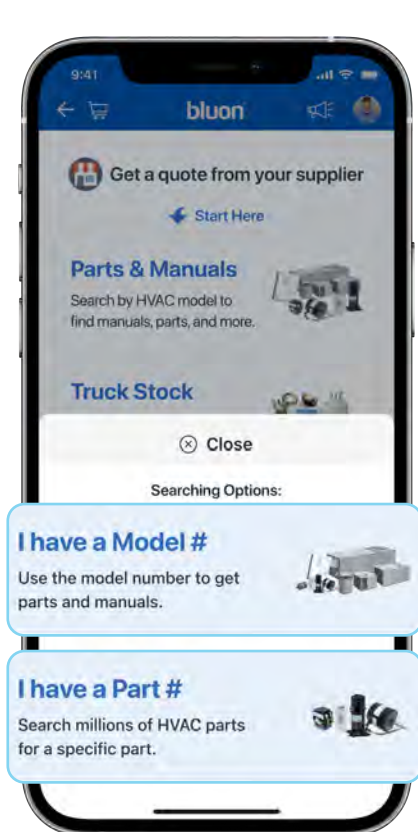 9:41
bluon
Get a quote from your supplier
Start Here
Parts & Manuals
Search by HVAC model to
find manuals, parts, and more.
Truck Stock
Close
Searching Options:
I have a Model #
Use the model number to get
parts and manuals.
I have a Part #
Search millions of HVAC parts
for a specific part.